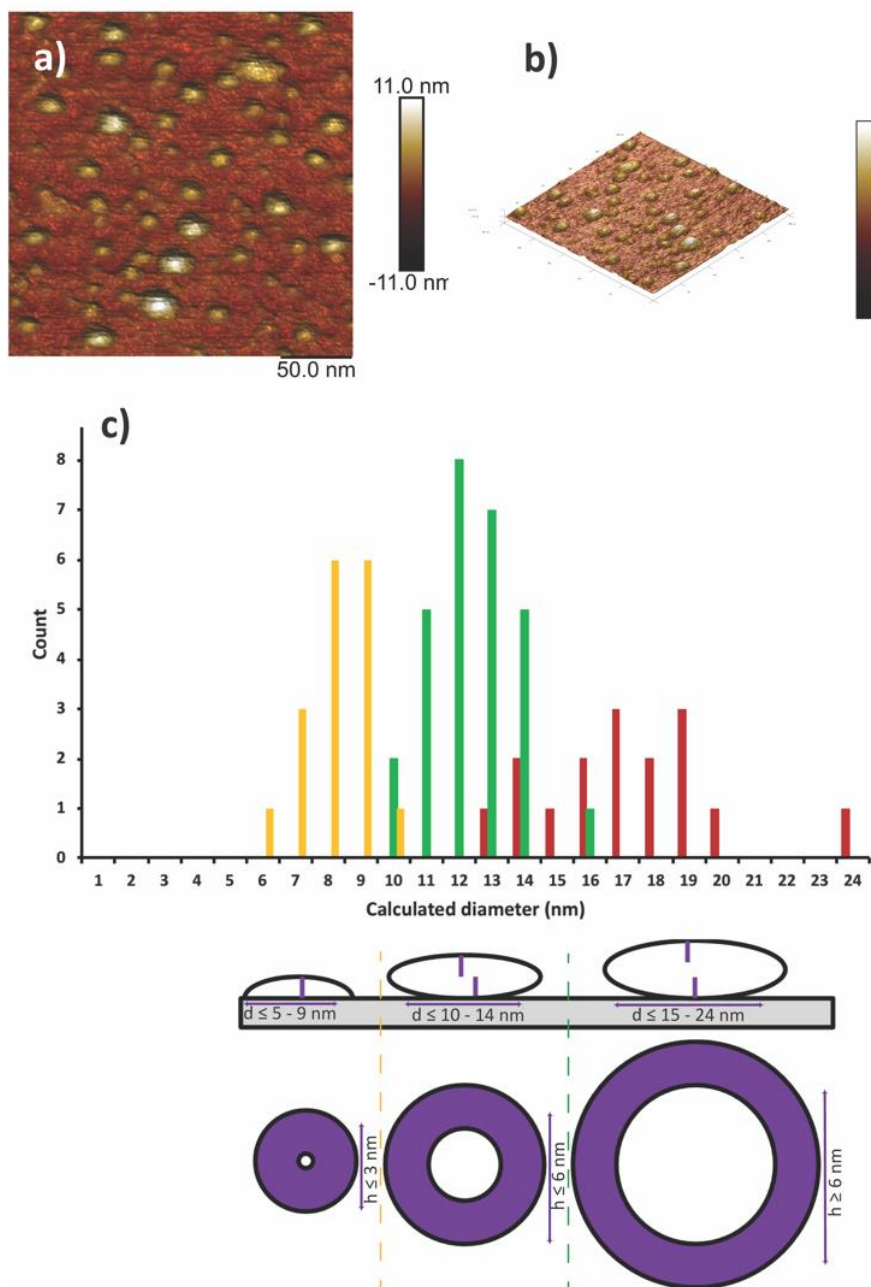 a)
11.0 nm
-11.0 nm
50.0 nm
b)
c)
8
7
6
5
4
3
2
1
0
Count
1 2 3 4 5 6 7 8 9 10 11 12 13 14 15 16 17 18 19 20 22 22 23 24
Calculated diameter (nm)
d ≤ 5 - 9 nm
d ≤ 10 - 14 nm
d ≤ 15 - 24 nm
h ≤ 3 nm
h ≤ 6 nm
h ≥ 6 nm